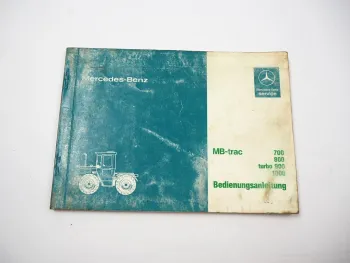 Mercedes-Benz
Mercedes-Benz
service
MB-trac 700
800
turbo 900
1000
Bedienungsanleitung